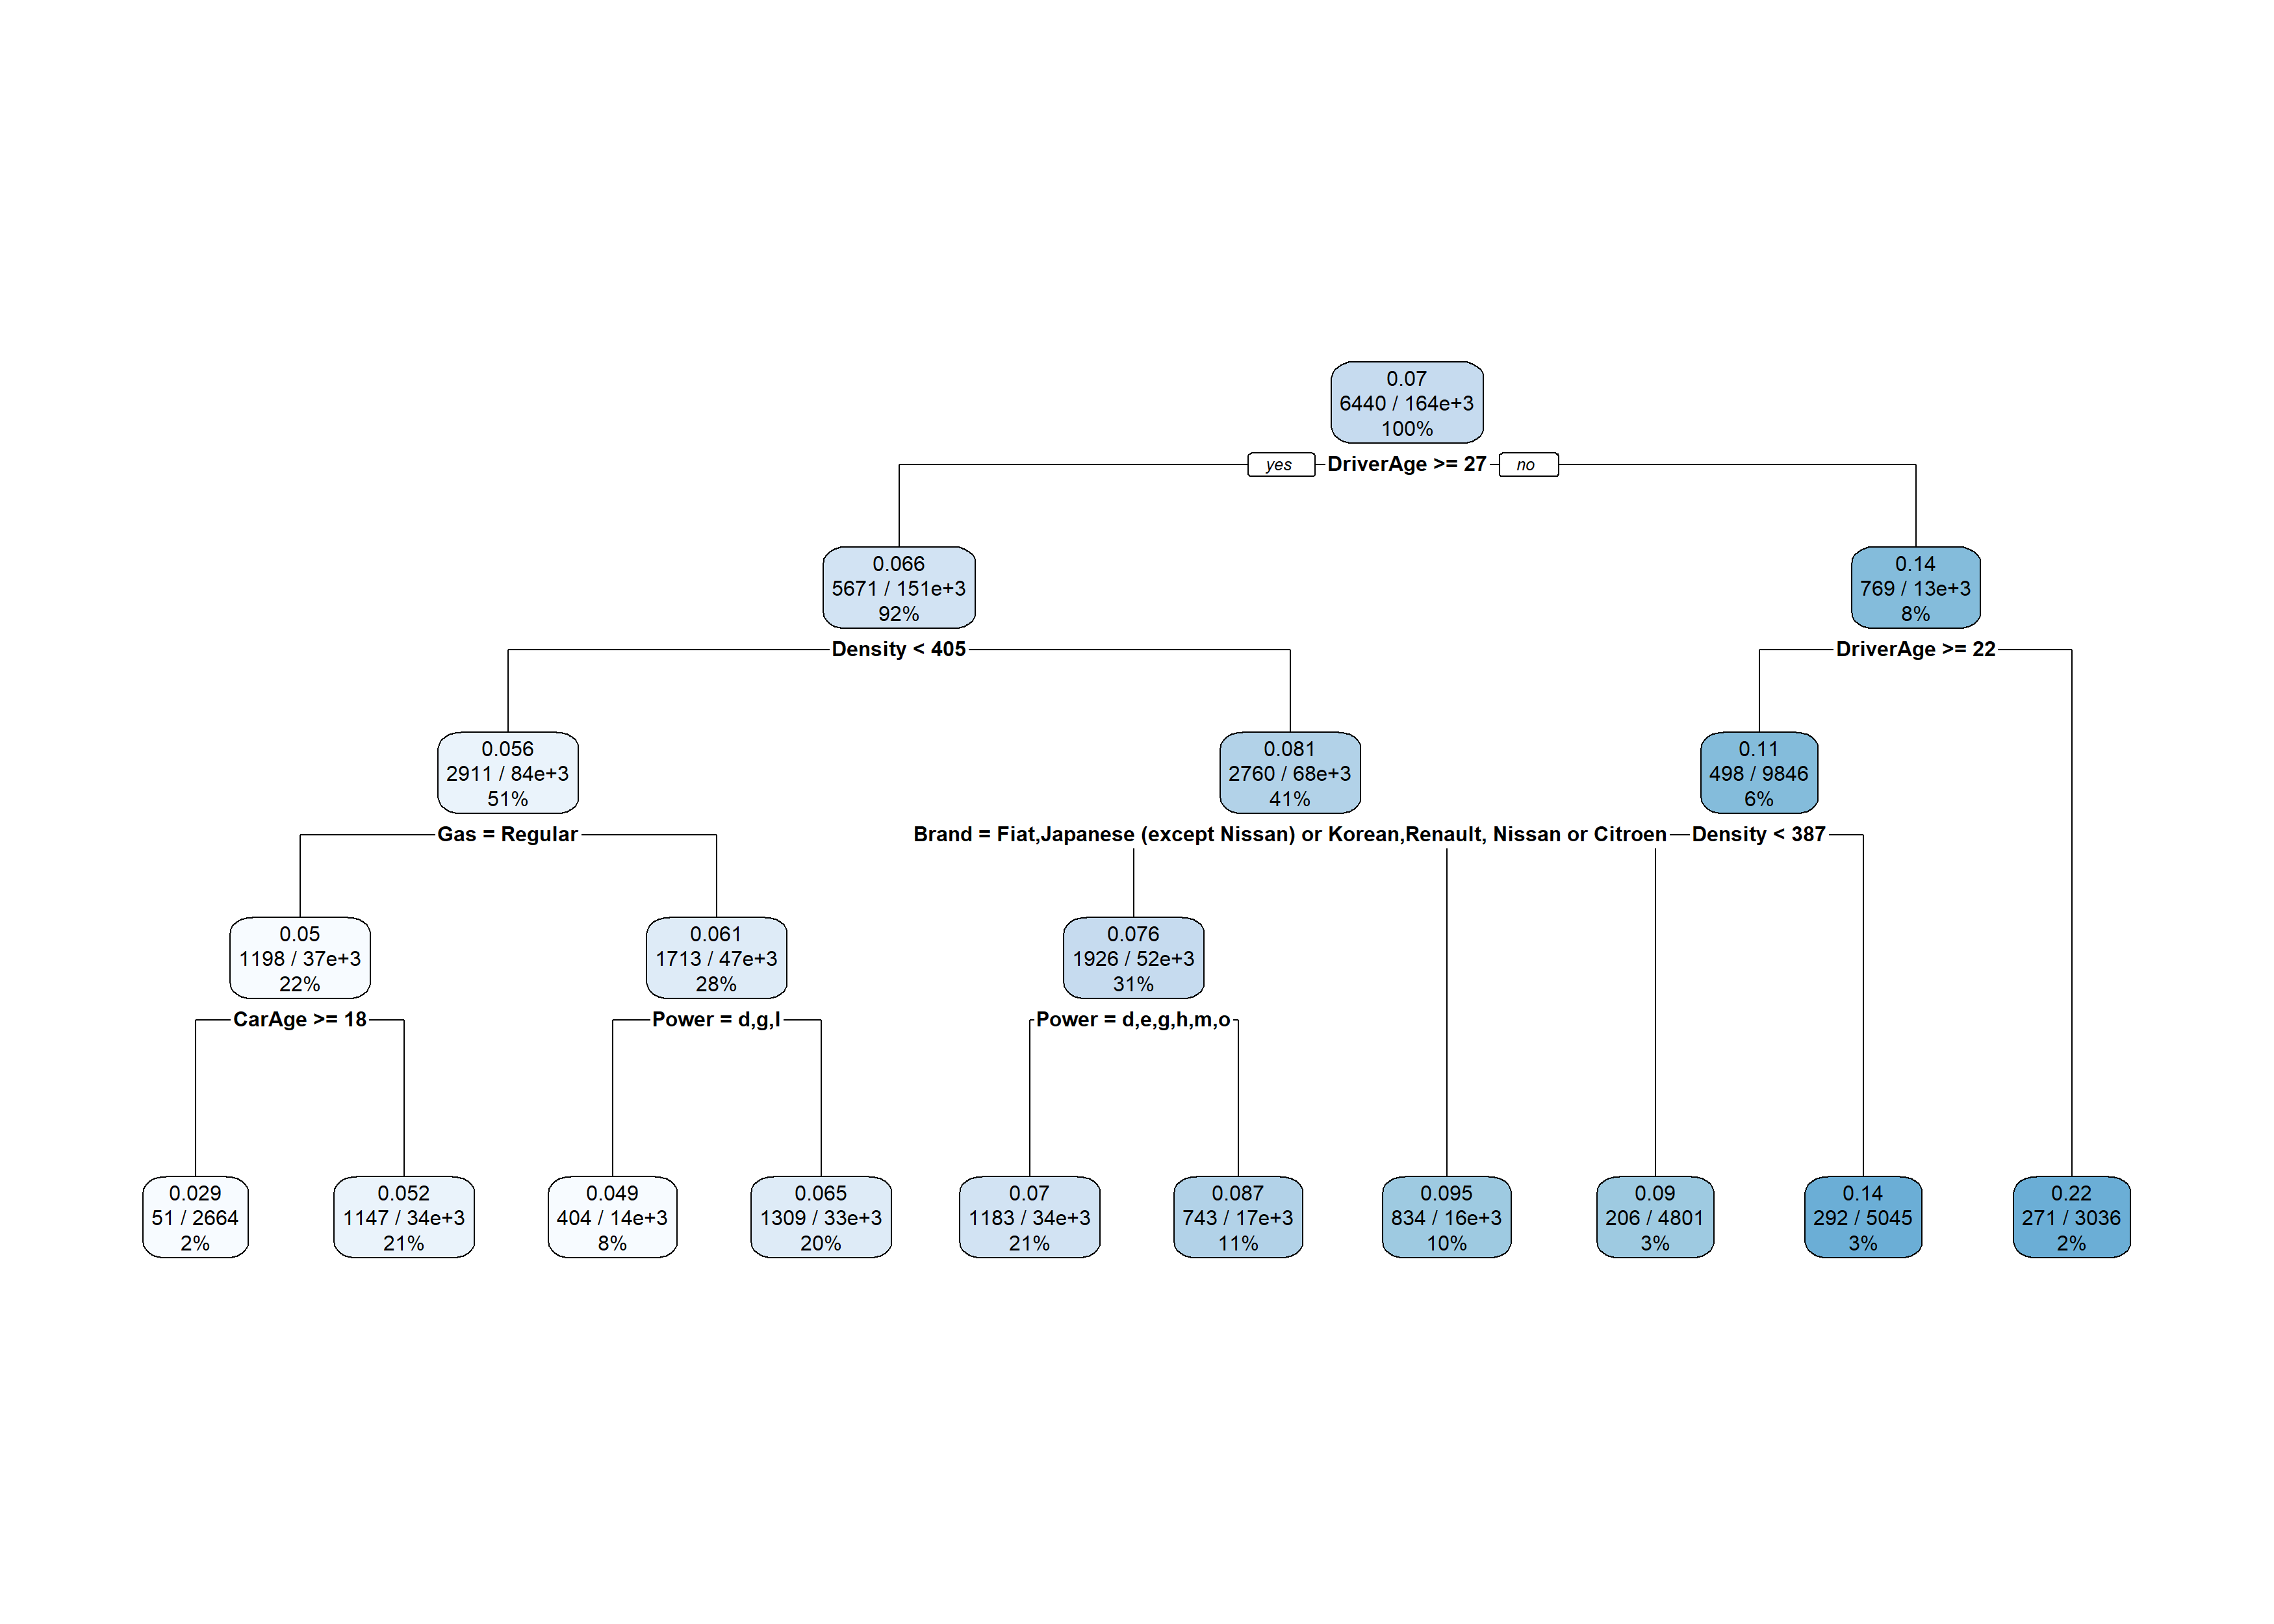 0.07
6440 / 164e+3
100%
yes
DriverAge >= 27
no
0.066
5671 / 151e+3
92%
0.14
769 / 13e+3
8%
Density < 405
DriverAge >= 22
0.056
2911 / 84e+3
51%
0.081
2760 / 68e+3
41%
0.11
498 / 9846
6%
Gas = Regular
Brand = Fiat,Japanese (except Nissan) or Korean,Renault, Nissan or Citroen
Density < 387
0.05
1198 / 37e+3
22%
0.061
1713 / 47e+3
28%
0.076
1926 / 52e+3
31%
CarAge >= 18
Power = d,g,l
Power = d,e,g,h,m,o
0.029
51 / 2664
2%
0.052
1147 / 34e+3
21%
0.049
404 / 14e+3
8%
0.065
1309 / 33e+3
20%
0.07
1183 / 34e+3
21%
0.087
743 / 17e+3
11%
0.095
834 / 16e+3
10%
0.09
206 / 4801
3%
0.14
292 / 5045
3%
0.22
271 / 3036
2%